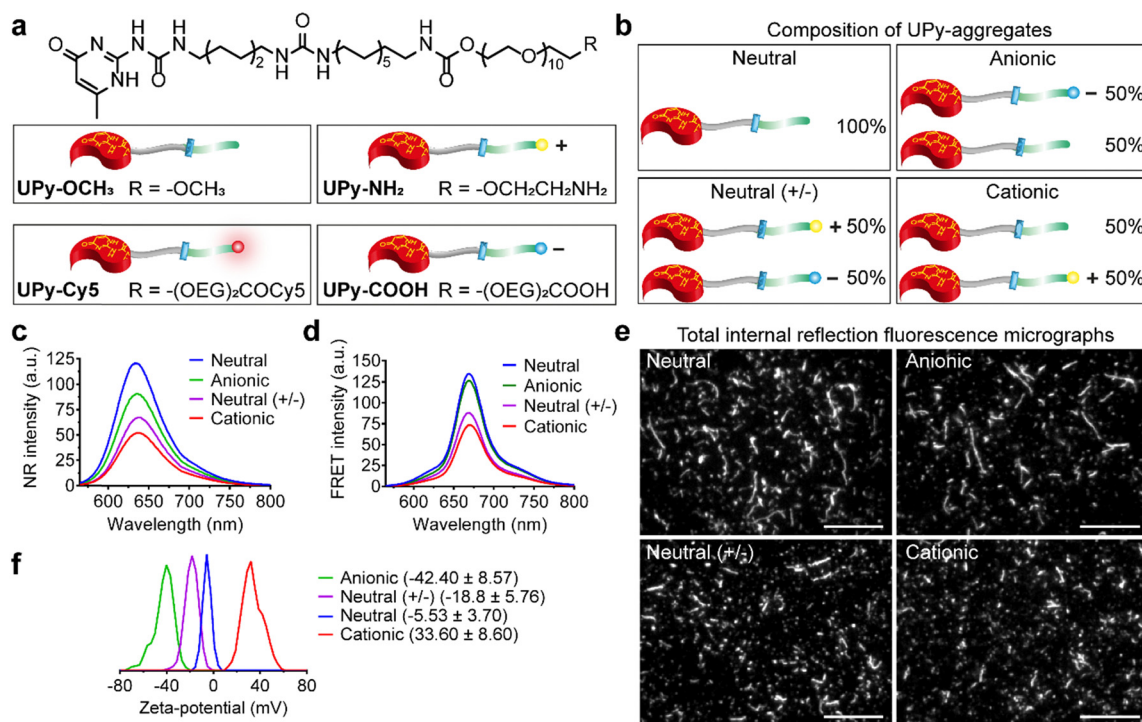 a
O
N
H
N
H
N
O
H
N
2
H
N
O
H
N
5
H
N
O
O
O
10
R
NH
UPy-OCH₃ R = -OCH₃
+
UPy-NH₂ R = -OCH₂CH₂NH₂
UPy-Cy5 R = -(OEG)₂COCy5
−
UPy-COOH R = -(OEG)₂COOH
b
Composition of UPy-aggregates
Neutral
100%
Anionic
− 50%
50%
Neutral (+/-)
+ 50%
− 50%
Cationic
50%
+ 50%
c
NR intensity (a.u.)
125
100
75
50
25
0
600 650 700 750 800
Wavelength (nm)
Neutral
Anionic
Neutral (+/-)
Cationic
d
FRET intensity (a.u.)
150
125
100
75
50
25
0
600 650 700 750 800
Wavelength (nm)
Neutral
Anionic
Neutral (+/-)
Cationic
e
Total internal reflection fluorescence micrographs
Neutral
Anionic
Neutral (+/-)
Cationic
f
Anionic (-42.40 ± 8.57)
Neutral (+/-) (-18.8 ± 5.76)
Neutral (-5.53 ± 3.70)
Cationic (33.60 ± 8.60)
-80 -40 0 40 80
Zeta-potential (mV)